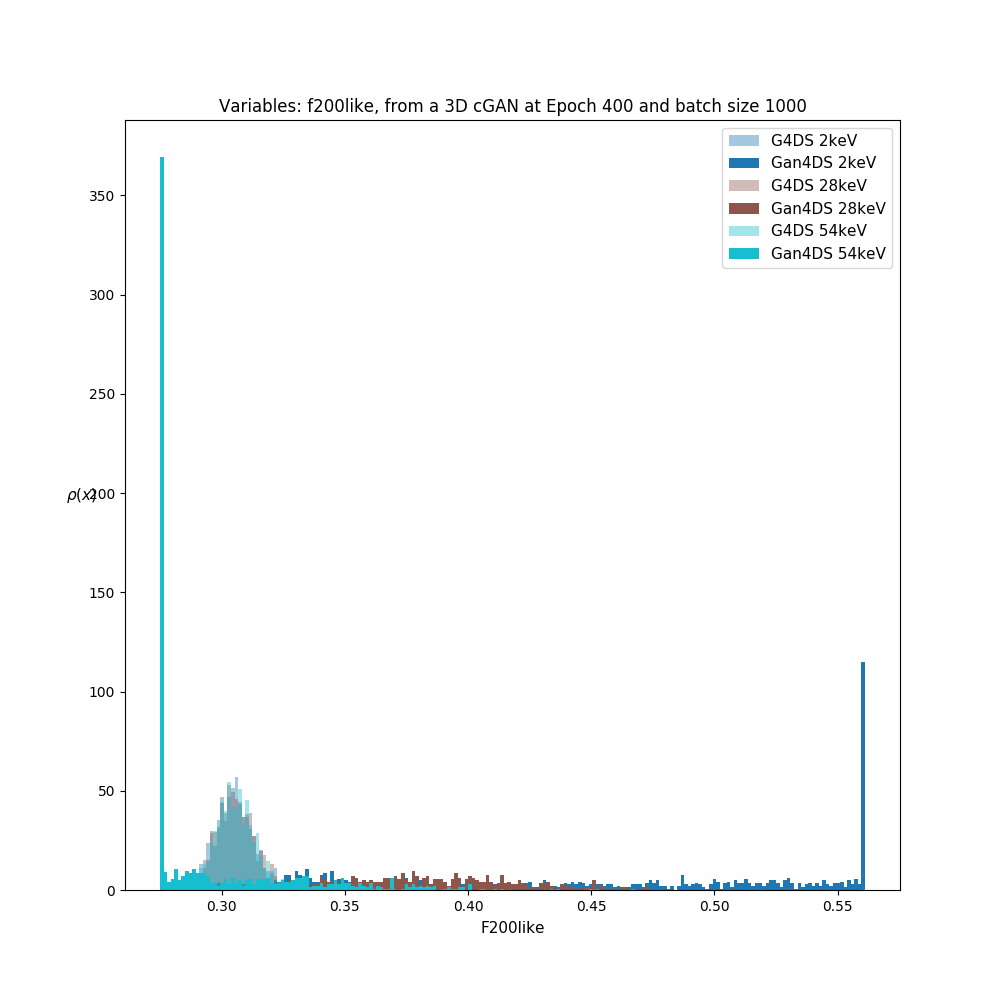 Variables: f200like, from a 3D cGAN at Epoch 400 and batch size 1000
G4DS 2keV
Gan4DS 2keV
G4DS 28keV
Gan4DS 28keV
G4DS 54keV
Gan4DS 54keV
350
300
250
ρ(x)
200
150
100
50
0
0.30 0.35 0.40 0.45 0.50 0.55
F200like